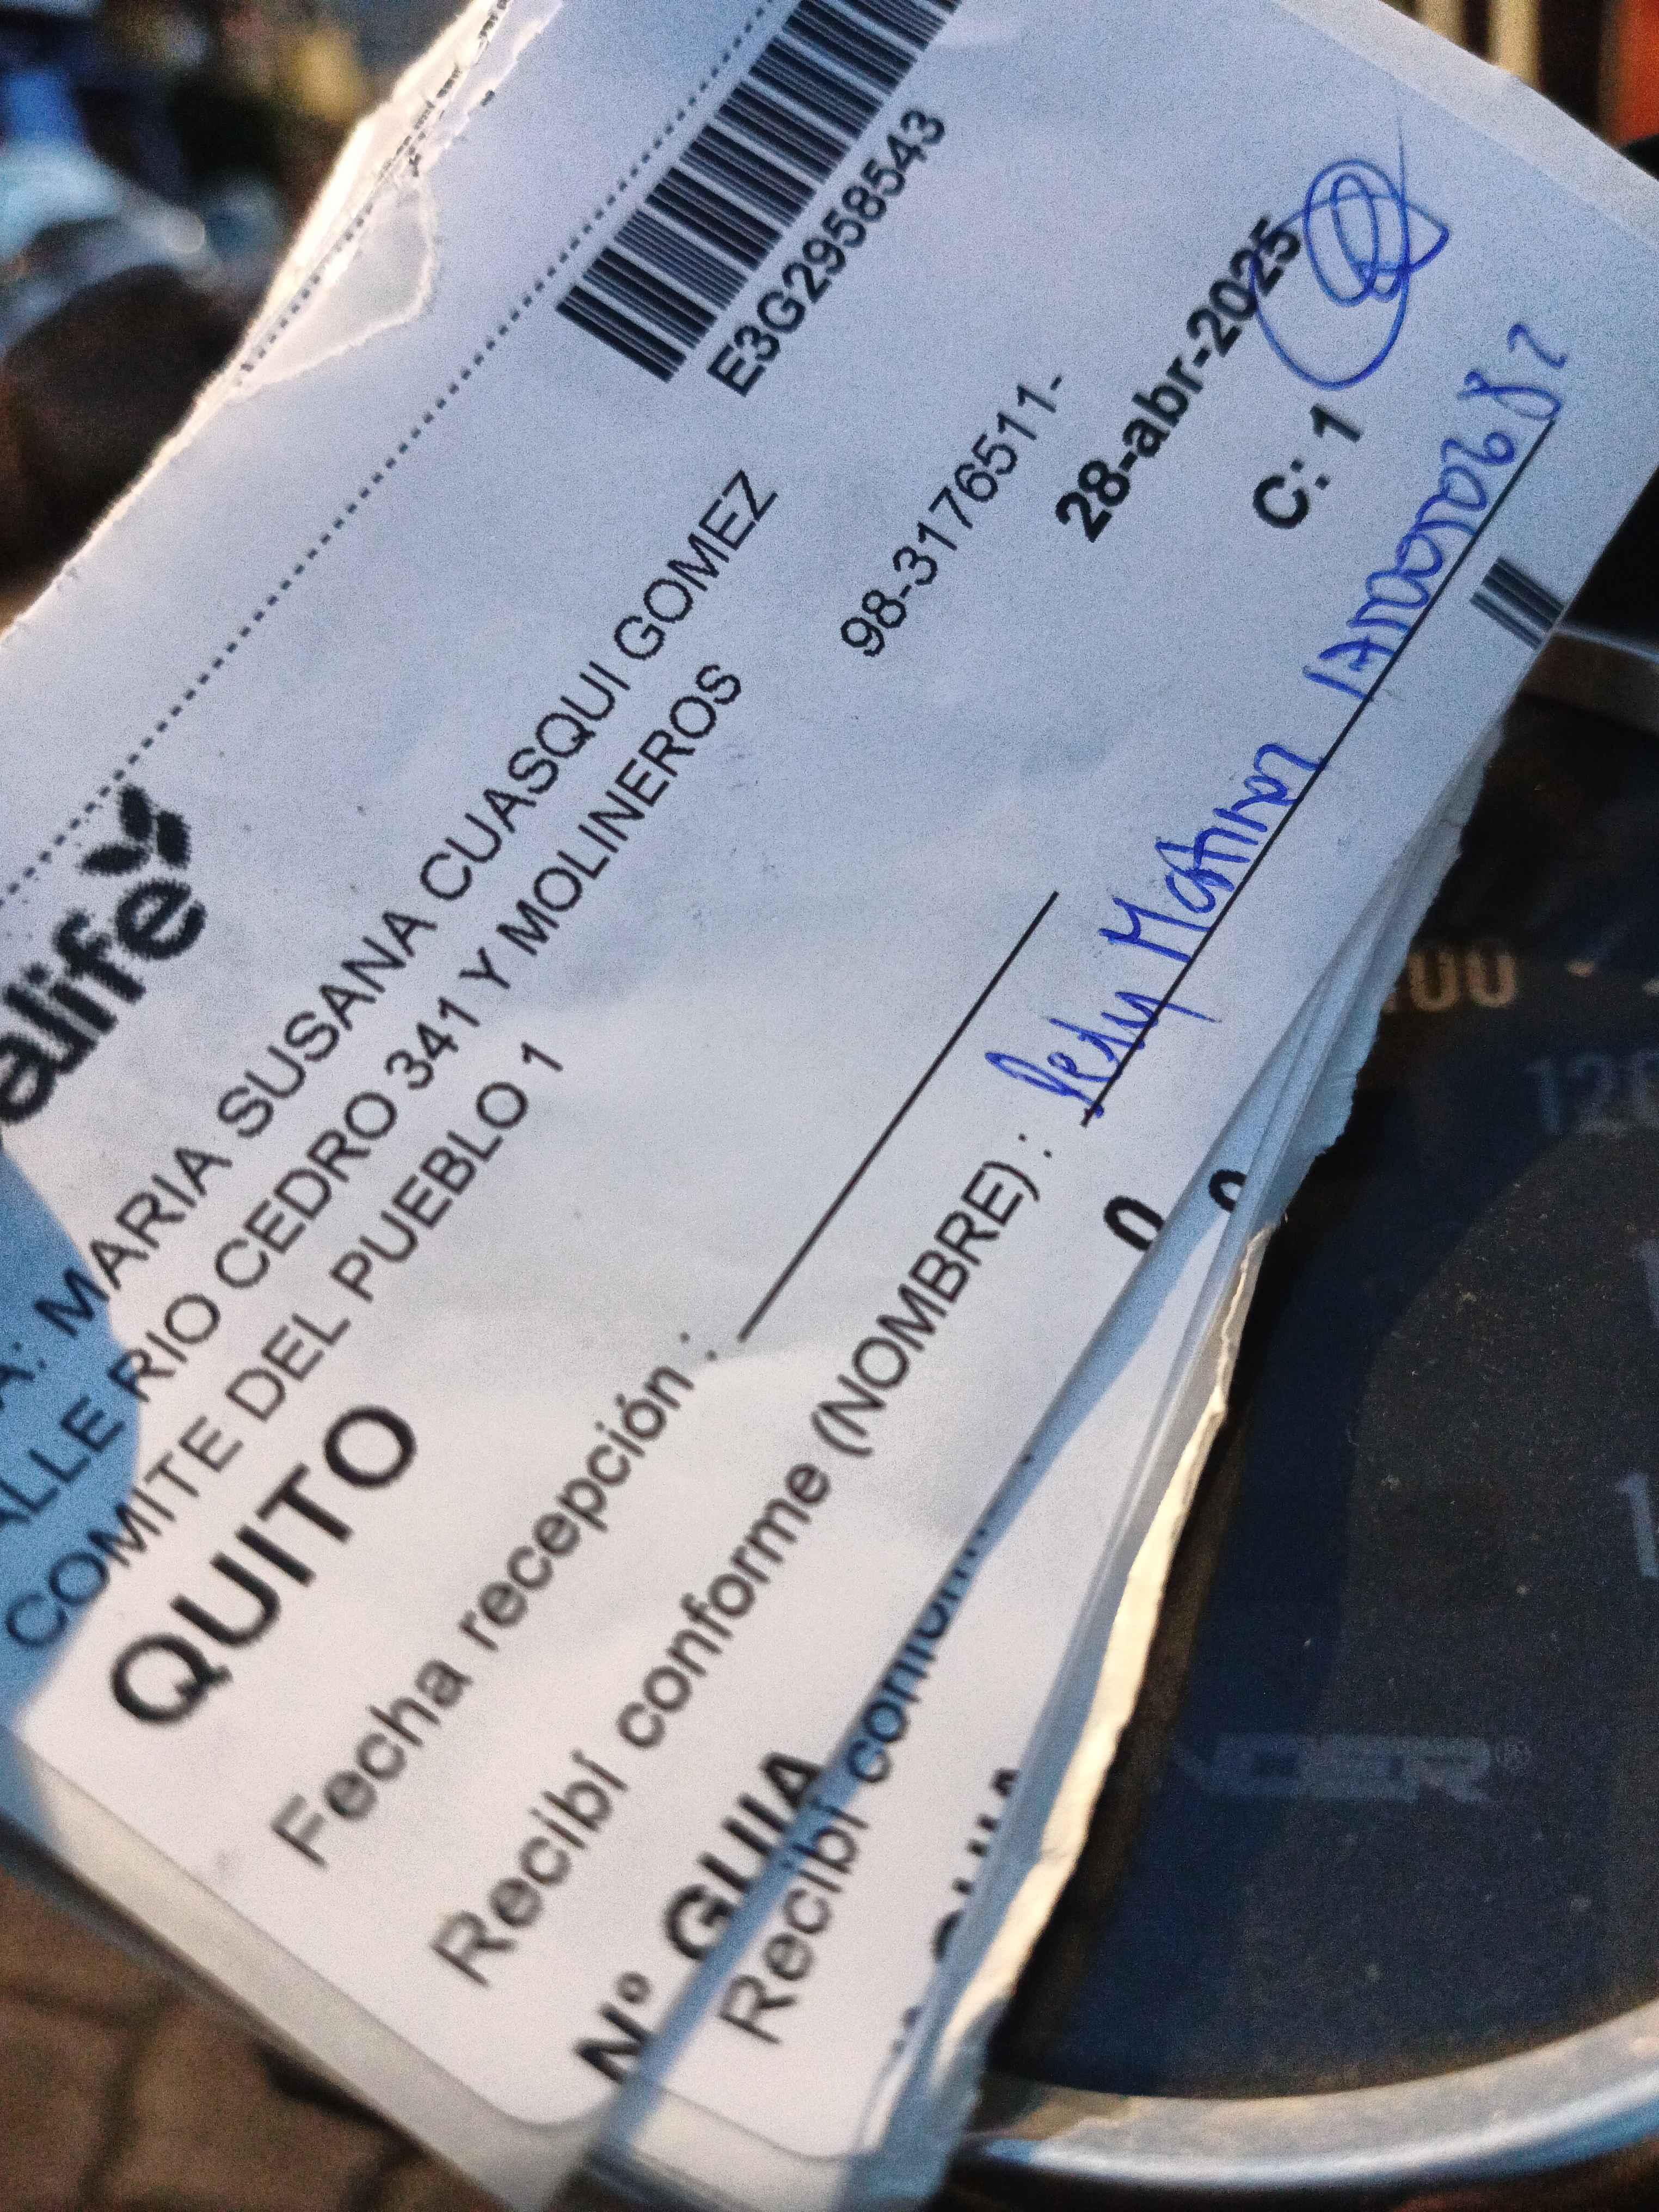 alife
E3G2958543
A: MARIA SUSANA CUASQUI GOMEZ
ALLE RIO CEDRO 341 Y MOLINEROS
COMITE DEL PUEBLO 1
98-3176511-
QUITO
28-abr-2025
Fecha recepción :
C: 1
Recibí conforme (NOMBRE) :
Nº GUIA
Recibí